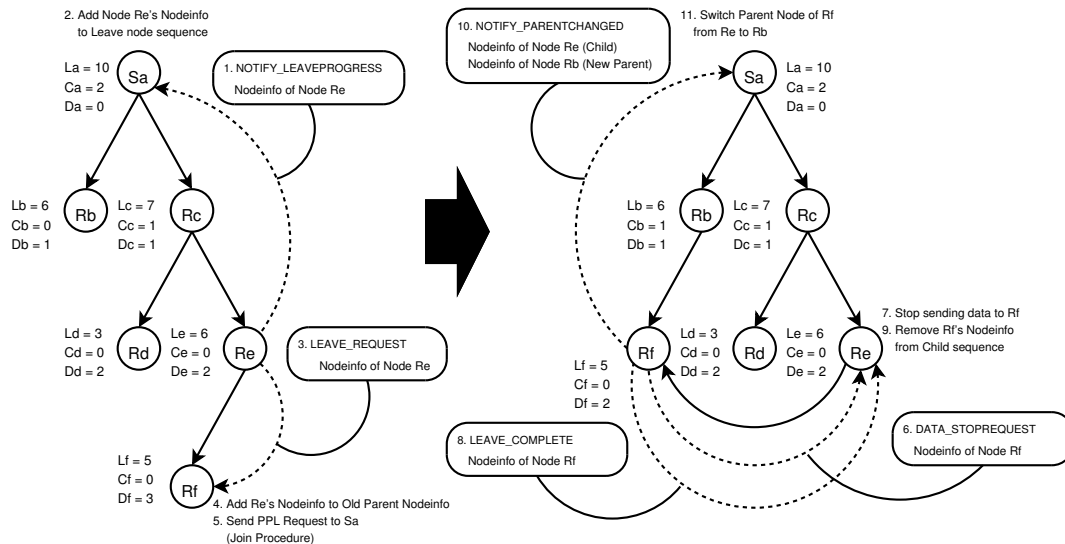 2. Add Node Re's Nodeinfo
to Leave node sequence
La = 10
Ca = 2
Da = 0
Sa
1. NOTIFY_LEAVEPROGRESS
Nodeinfo of Node Re
Lb = 6
Cb = 0
Db = 1
Rb
Lc = 7
Cc = 1
Dc = 1
Rc
Ld = 3
Cd = 0
Dd = 2
Rd
Le = 6
Ce = 0
De = 2
Re
3. LEAVE_REQUEST
Nodeinfo of Node Re
Lf = 5
Cf = 0
Df = 3
Rf
4. Add Re's Nodeinfo to Old Parent Nodeinfo
5. Send PPL Request to Sa
(Join Procedure)
10. NOTIFY_PARENTCHANGED
Nodeinfo of Node Re (Child)
Nodeinfo of Node Rb (New Parent)
11. Switch Parent Node of Rf
from Re to Rb
Sa
La = 10
Ca = 2
Da = 0
Lb = 6
Cb = 1
Db = 1
Rb
Lc = 7
Cc = 1
Dc = 1
Rc
Rf
Lf = 5
Cf = 0
Df = 2
Ld = 3
Cd = 0
Dd = 2
Rd
Le = 6
Ce = 0
De = 2
Re
7. Stop sending data to Rf
9. Remove Rf's Nodeinfo
from Child sequence
8. LEAVE_COMPLETE
Nodeinfo of Node Rf
6. DATA_STOPREQUEST
Nodeinfo of Node Rf